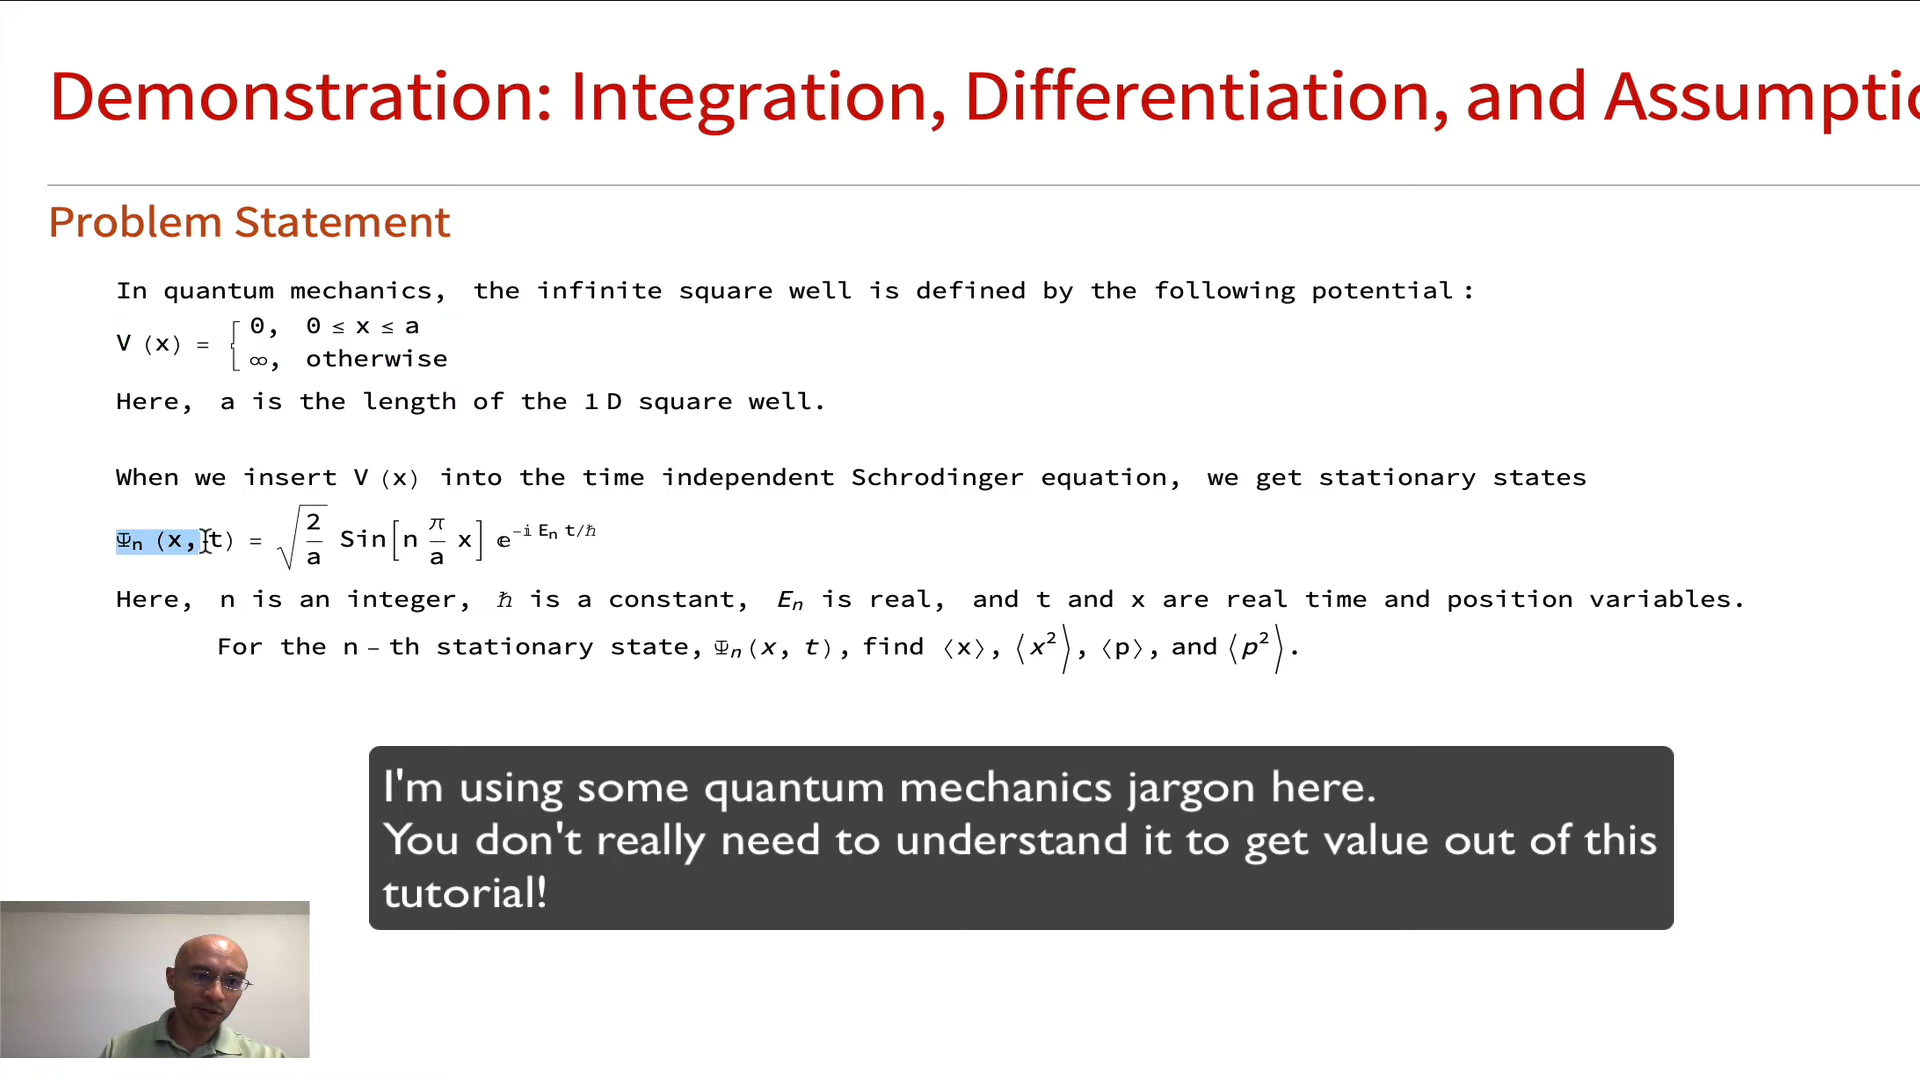 Demonstration: Integration, Differentiation, and Assumptio
Problem Statement
In quantum mechanics, the infinite square well is defined by the following potential :
V (x) = { 0, 0 ≤ x ≤ a
∞, otherwise
Here, a is the length of the 1 D square well.
When we insert V (x) into the time independent Schrodinger equation, we get stationary states
Ψₙ (x, t) = √(2/a) Sin[n π/a x] ⅇ^(-ⅈ Eₙ t/ℏ)
Here, n is an integer, ℏ is a constant, Eₙ is real, and t and x are real time and position variables.
For the n - th stationary state, Ψₙ(x, t), find ⟨x⟩, ⟨x²⟩, ⟨p⟩, and ⟨p²⟩.
I'm using some quantum mechanics jargon here.
You don't really need to understand it to get value out of this
tutorial!